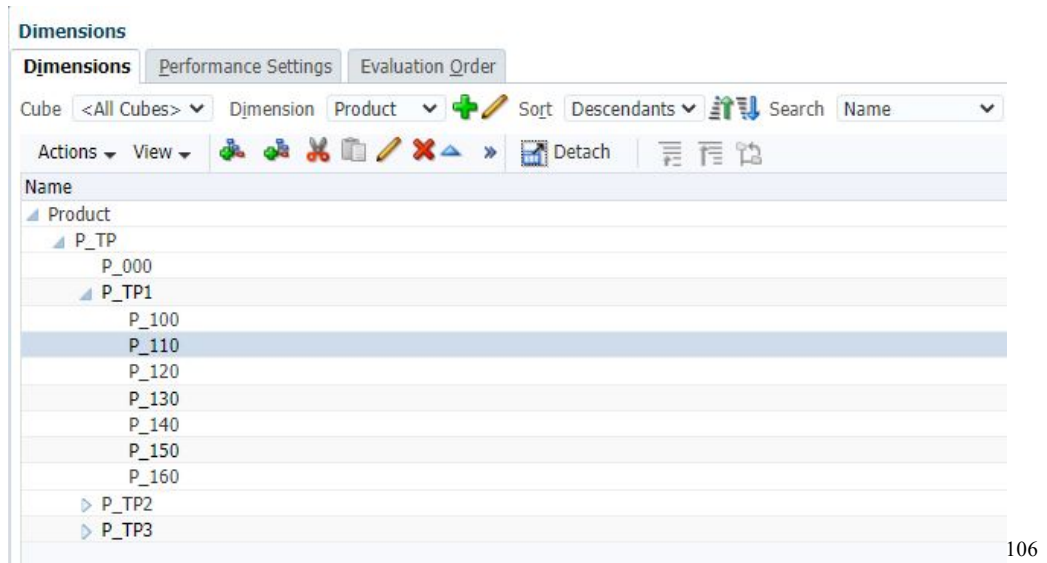 Dimensions
Dimensions Performance Settings Evaluation Order
Cube <All Cubes> Dimension Product Sort Descendants Search Name
Actions View » Detach
Name
Product
P_TP
P_000
P_TP1
P_100
P_110
P_120
P_130
P_140
P_150
P_160
P_TP2
P_TP3
106